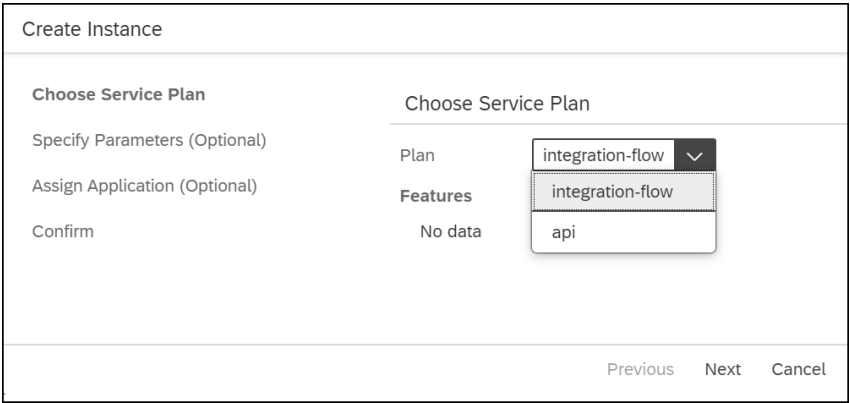 Create Instance
Choose Service Plan
Specify Parameters (Optional)
Assign Application (Optional)
Confirm
Choose Service Plan
Plan integration-flow
Features integration-flow
No data api
Previous Next Cancel